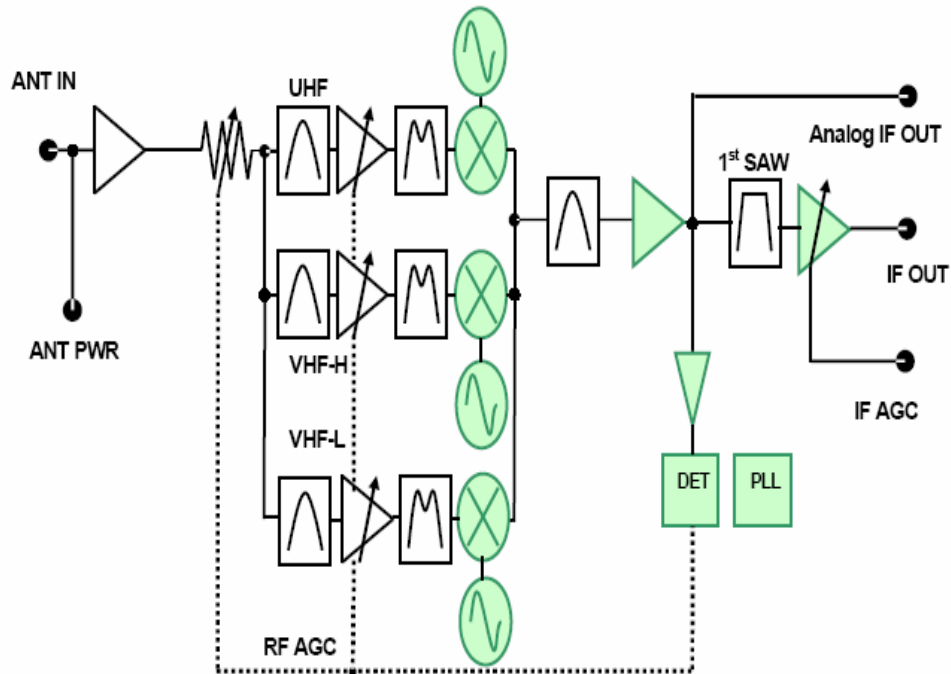 ANT IN
UHF
Analog IF OUT
1st SAW
IF OUT
ANT PWR
VHF-H
IF AGC
VHF-L
DET
PLL
RF AGC